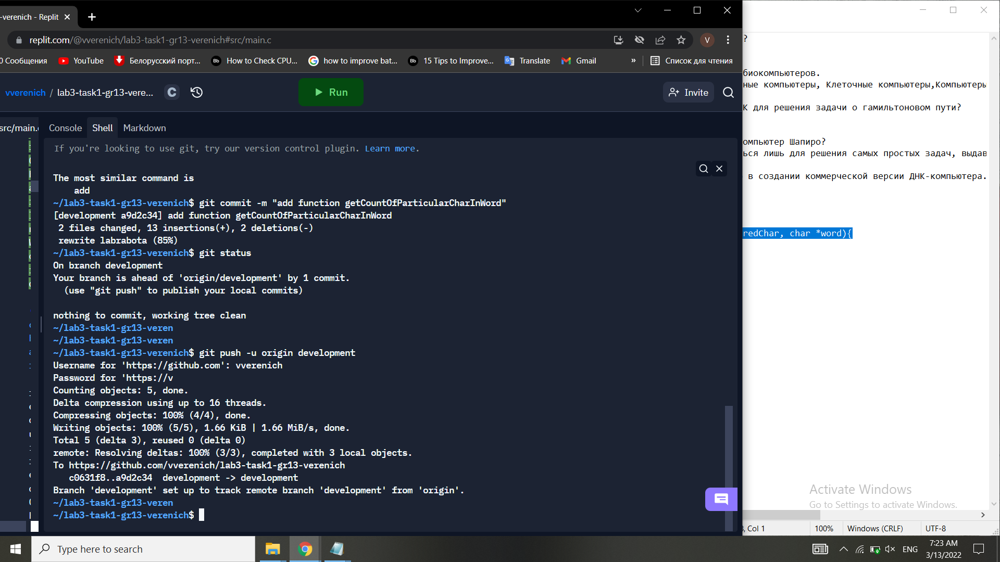 -verenich - Replit
replit.com/@vverenich/lab3-task1-gr13-verenich#src/main.c
V
0 Сообщения
YouTube
Белорусский порт...
Bb How to Check CPU...
how to improve bat...
Bb 15 Tips to Improve...
Translate
Gmail
»
Список для чтения
vverenich / lab3-task1-gr13-vere...
C
Run
Invite
src/main.
Console Shell Markdown
If you're looking to use git, try our version control plugin. Learn more.
The most similar command is
add
~/lab3-task1-gr13-verenich$ git commit -m "add function getCountOfParticularCharInWord"
[development a9d2c34] add function getCountOfParticularCharInWord
2 files changed, 13 insertions(+), 2 deletions(-)
rewrite labrabota (85%)
~/lab3-task1-gr13-verenich$ git status
On branch development
Your branch is ahead of 'origin/development' by 1 commit.
(use "git push" to publish your local commits)
nothing to commit, working tree clean
~/lab3-task1-gr13-veren
~/lab3-task1-gr13-veren
~/lab3-task1-gr13-verenich$ git push -u origin development
Username for 'https://github.com': vverenich
Password for 'https://v
Counting objects: 5, done.
Delta compression using up to 16 threads.
Compressing objects: 100% (4/4), done.
Writing objects: 100% (5/5), 1.66 KiB | 1.66 MiB/s, done.
Total 5 (delta 3), reused 0 (delta 0)
remote: Resolving deltas: 100% (3/3), completed with 3 local objects.
To https://github.com/vverenich/lab3-task1-gr13-verenich
c0631f8..a9d2c34 development -> development
Branch 'development' set up to track remote branch 'development' from 'origin'.
~/lab3-task1-gr13-veren
~/lab3-task1-gr13-verenich$
?
биокомпьютеров.
ные компьютеры, Клеточные компьютеры,Компьютеры
К для решения задачи о гамильтоновом пути?
омпьютер Шапиро?
ься лишь для решения самых простых задач, выдав
в создании коммерческой версии ДНК-компьютера.
redChar, char *word){
Activate Windows
Go to Settings to activate Windows.
, Col 1
100%
Windows (CRLF)
UTF-8
Type here to search
ENG
7:23 AM
3/13/2022